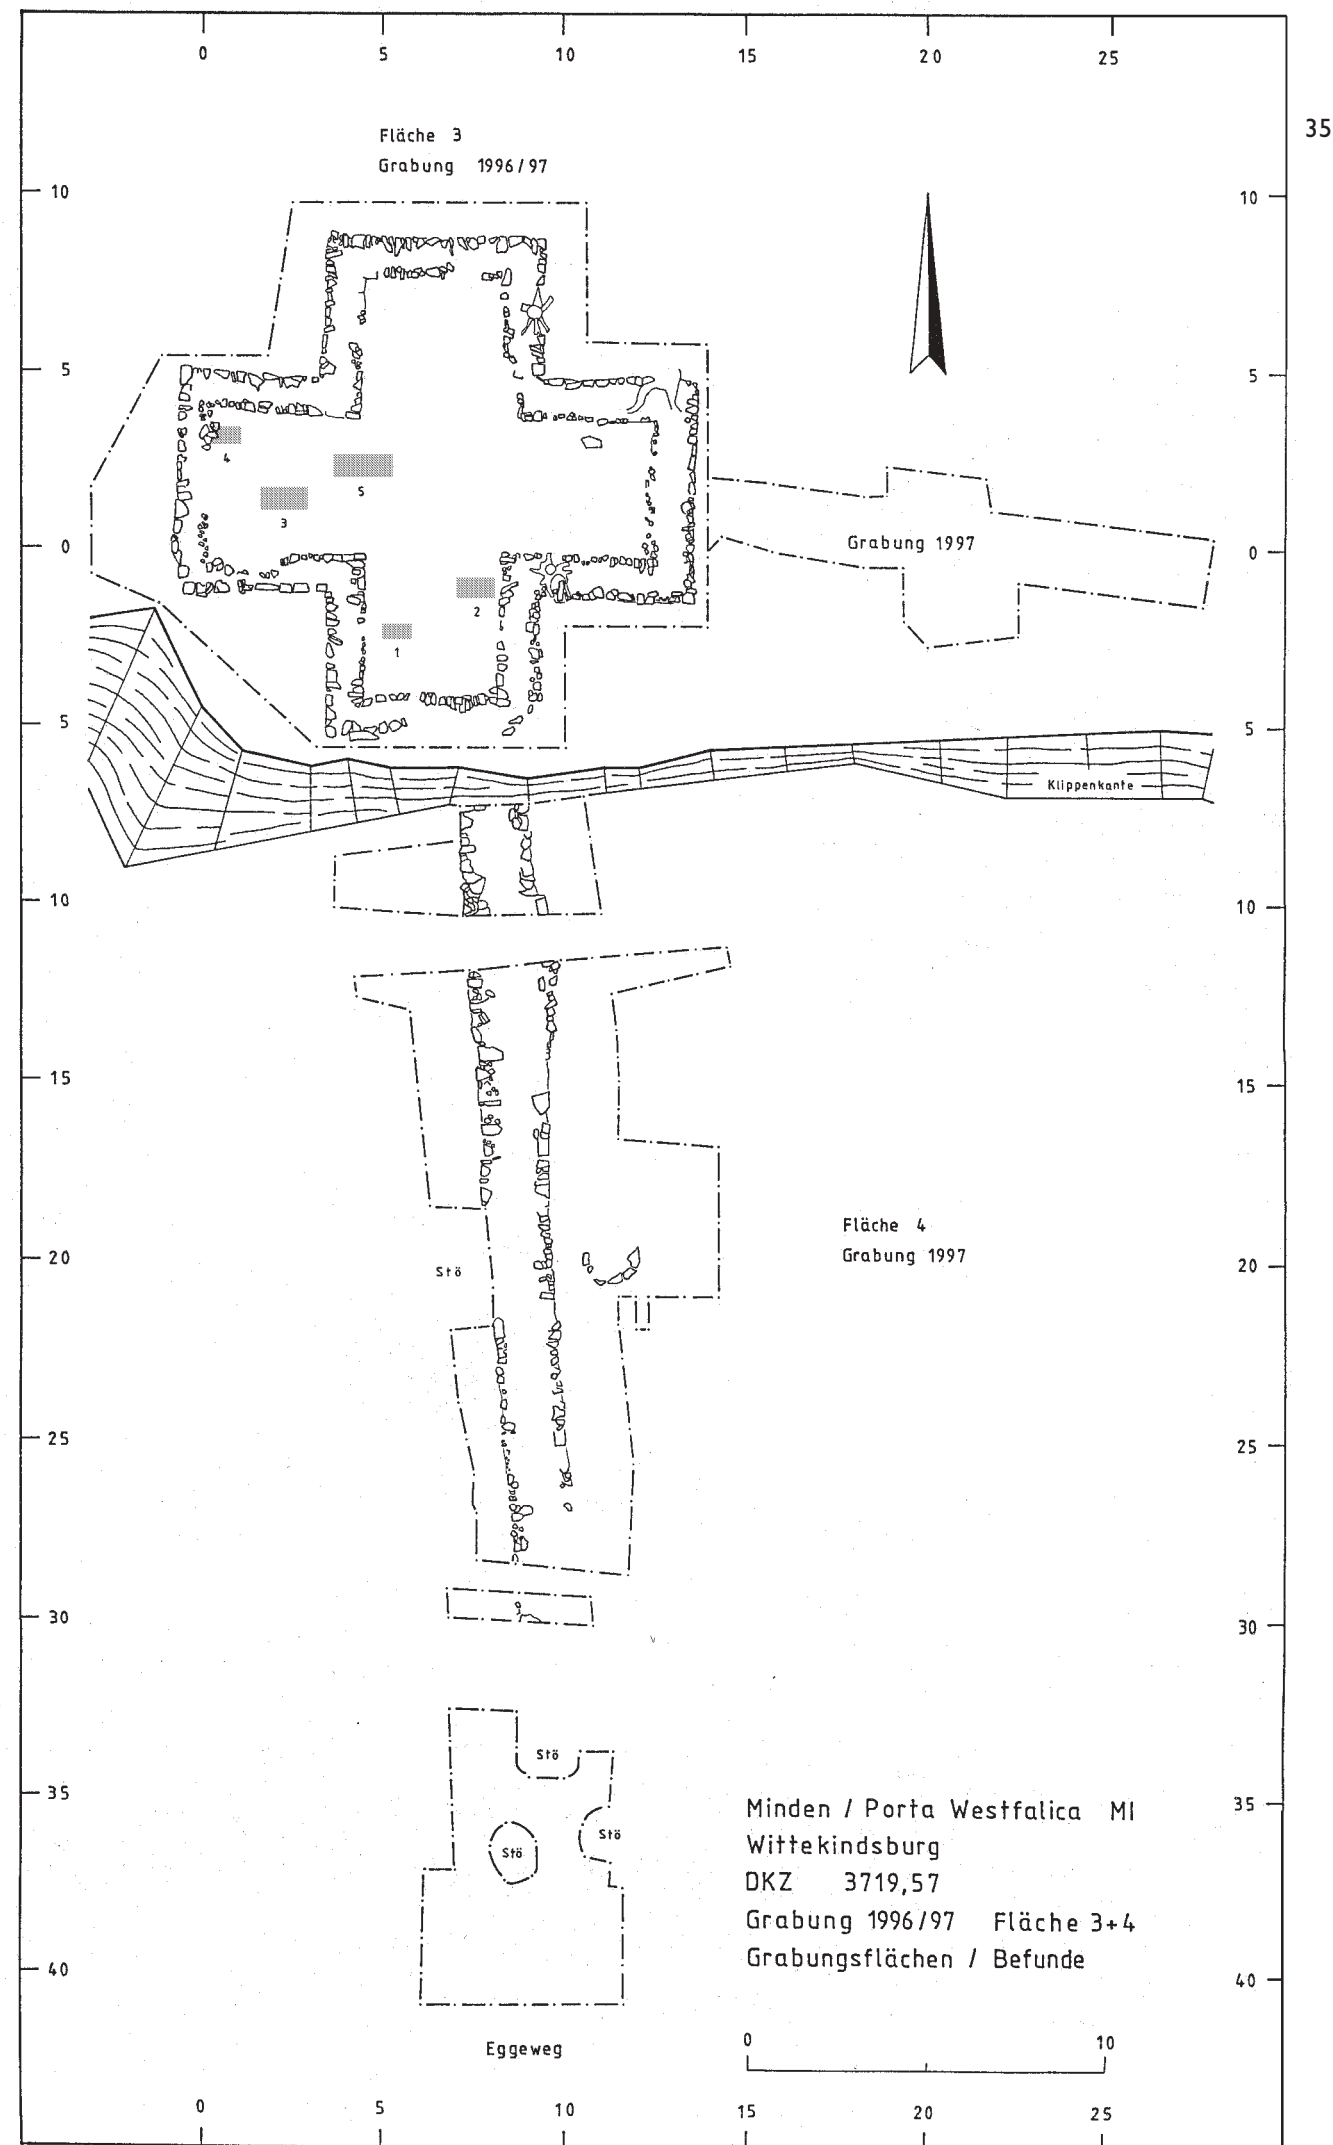 0 5 10 15 20 25
35
Fläche 3
Grabung 1996/97
10 10
5 5
4
5
3
0 0
Grabung 1997
2
1
5 5
Klippenkante
10 10
15 15
Fläche 4
Grabung 1997
20 20
Stö
25 25
30 30
Stö
35 35
Stö
Stö
Minden / Porta Westfalica MI
Wittekindsburg
DKZ 3719,57
Grabung 1996/97 Fläche 3+4
Grabungsflächen / Befunde
40 40
0 10
Eggeweg
0 5 10 15 25